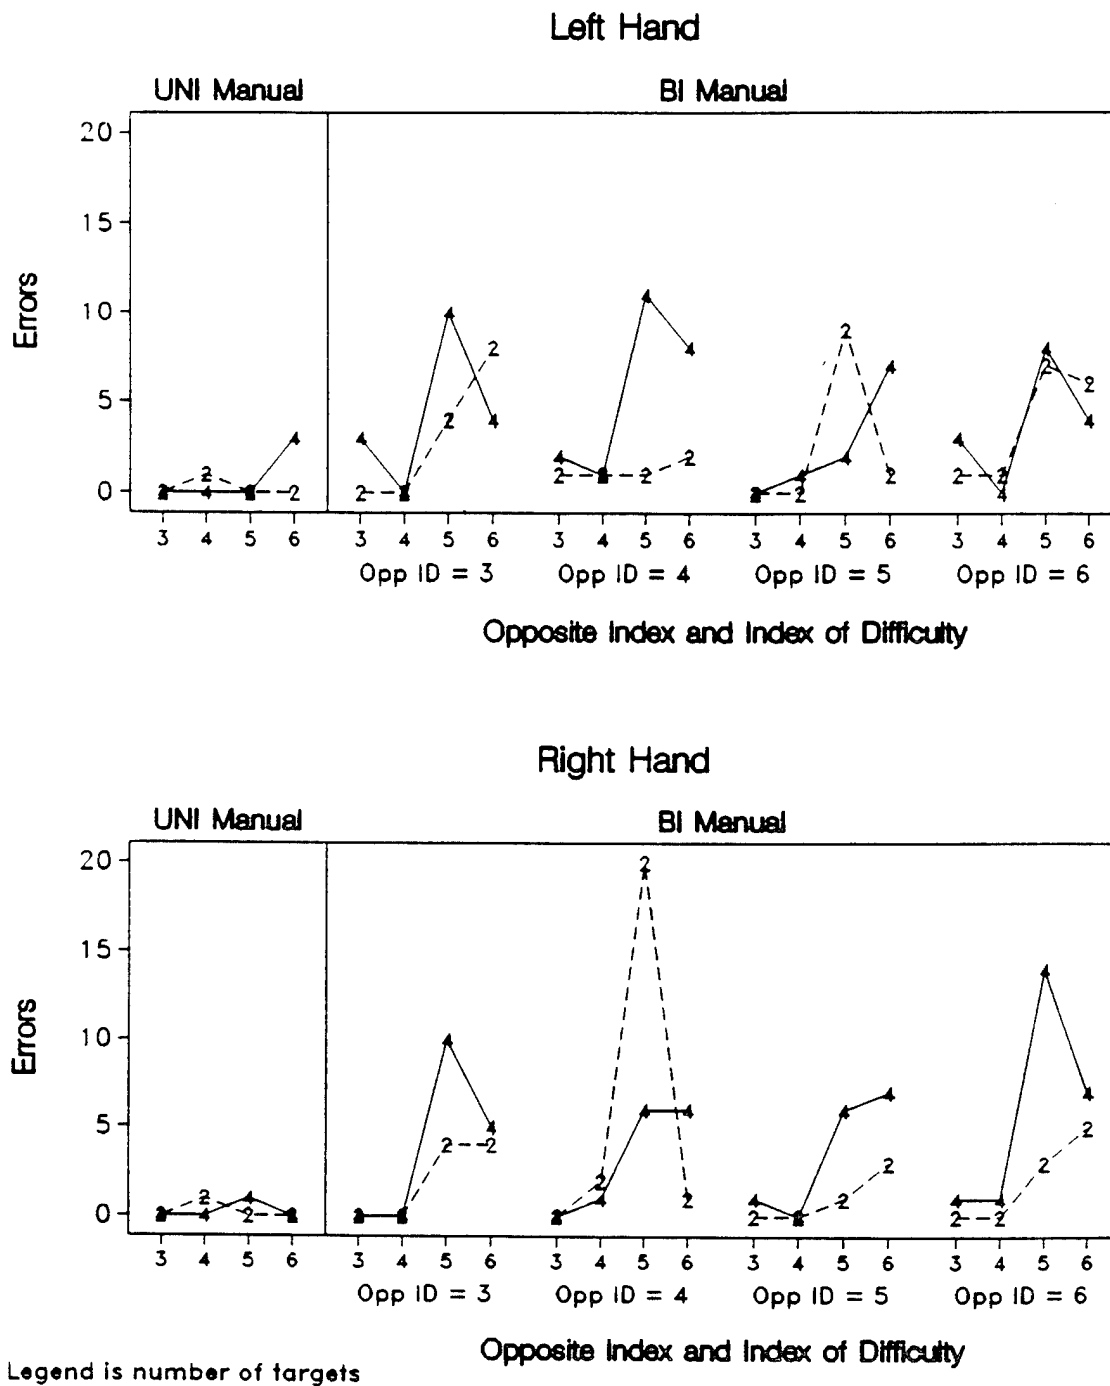 Left Hand
UNI Manual BI Manual
20
15
10
5
0
Errors
3 4 5 6 3 4 5 6 3 4 5 6 3 4 5 6 3 4 5 6
Opp ID = 3 Opp ID = 4 Opp ID = 5 Opp ID = 6
Opposite Index and Index of Difficulty
Right Hand
UNI Manual BI Manual
20
15
10
5
0
Errors
3 4 5 6 3 4 5 6 3 4 5 6 3 4 5 6 3 4 5 6
Opp ID = 3 Opp ID = 4 Opp ID = 5 Opp ID = 6
Opposite Index and Index of Difficulty
Legend is number of targets